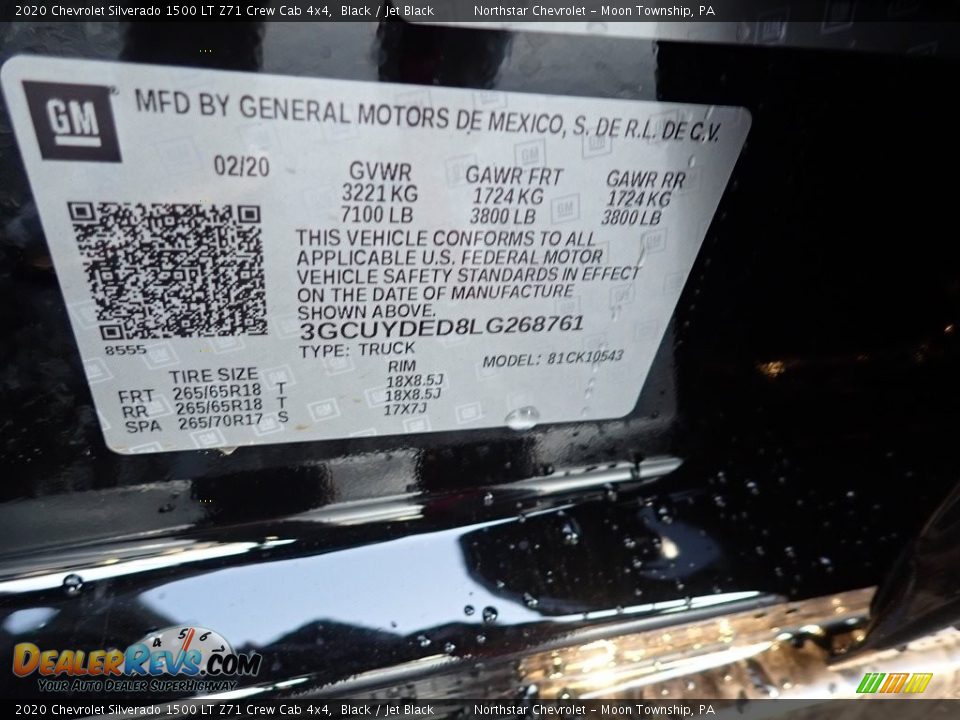 2020 Chevrolet Silverado 1500 LT Z71 Crew Cab 4x4, Black / Jet Black Northstar Chevrolet - Moon Township, PA
GM
MFD BY GENERAL MOTORS DE MEXICO, S. DE R.L. DE C.V.
02/20 GVWR GAWR FRT GAWR RR
3221 KG 1724 KG 1724 KG
7100 LB 3800 LB 3800 LB
THIS VEHICLE CONFORMS TO ALL
APPLICABLE U.S. FEDERAL MOTOR
VEHICLE SAFETY STANDARDS IN EFFECT
ON THE DATE OF MANUFACTURE
SHOWN ABOVE.
3GCUYDED8LG268761
8555
TYPE: TRUCK MODEL: 81CK10543
TIRE SIZE RIM
FRT 265/65R18 T 18X8.5J
RR 265/65R18 T 18X8.5J
SPA 265/70R17 S 17X7J
4 5 6
DEALERREVS.COM
YOUR AUTO DEALER SUPERHIGHWAY
2020 Chevrolet Silverado 1500 LT Z71 Crew Cab 4x4, Black / Jet Black Northstar Chevrolet - Moon Township, PA